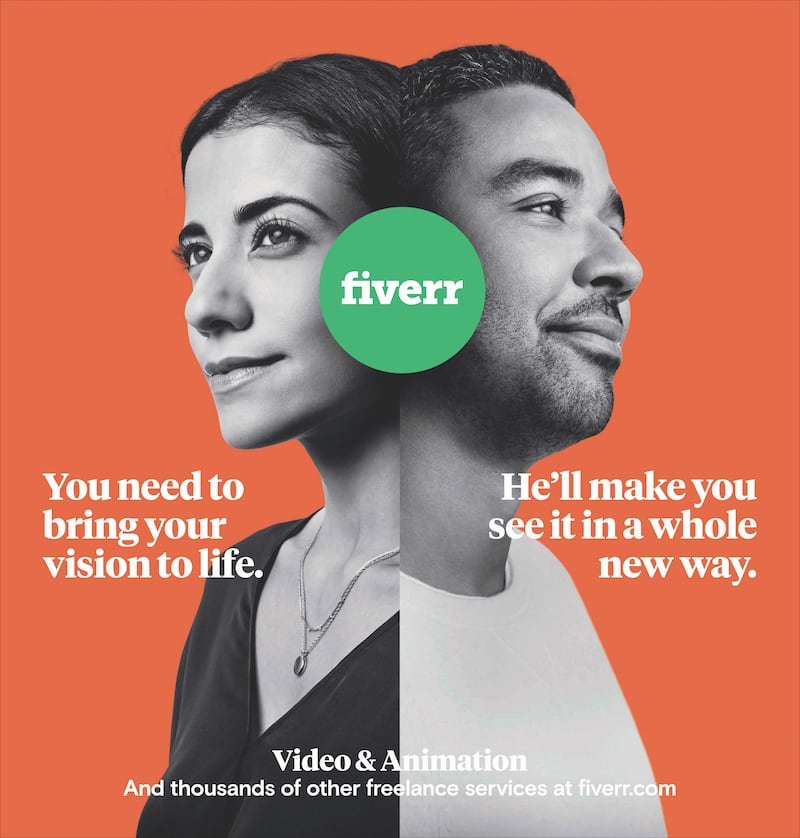 fiverr
You need to
bring your
vision to life.
He’ll make you
see it in a whole
new way.
Video & Animation
And thousands of other freelance services at fiverr.com